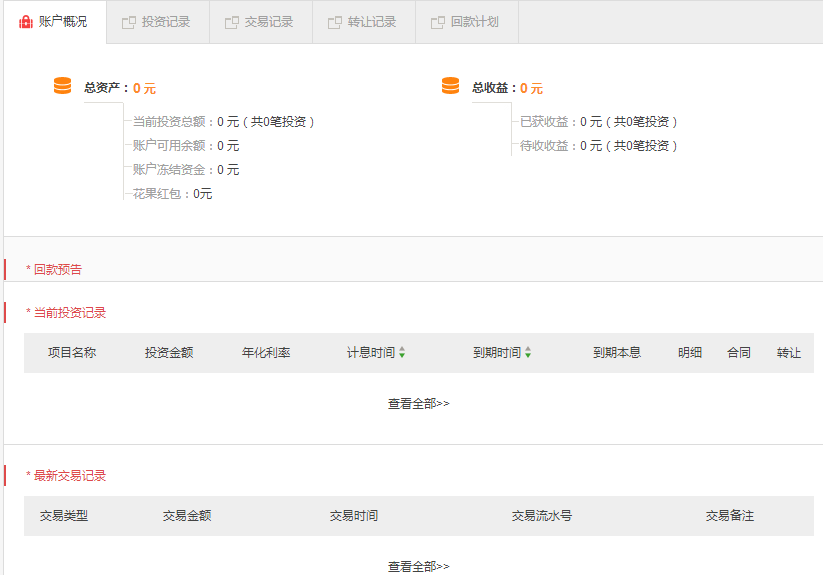 账户概况 投资记录 交易记录 转让记录 回款计划
总资产：0 元 总收益：0 元
当前投资总额：0 元（共0笔投资） 已获收益：0 元（共0笔投资）
账户可用余额：0 元 待收收益：0 元（共0笔投资）
账户冻结资金：0 元
花果红包：0元
* 回款预告
* 当前投资记录
项目名称 投资金额 年化利率 计息时间 到期时间 到期本息 明细 合同 转让
查看全部>>
* 最新交易记录
交易类型 交易金额 交易时间 交易流水号 交易备注
查看全部>>